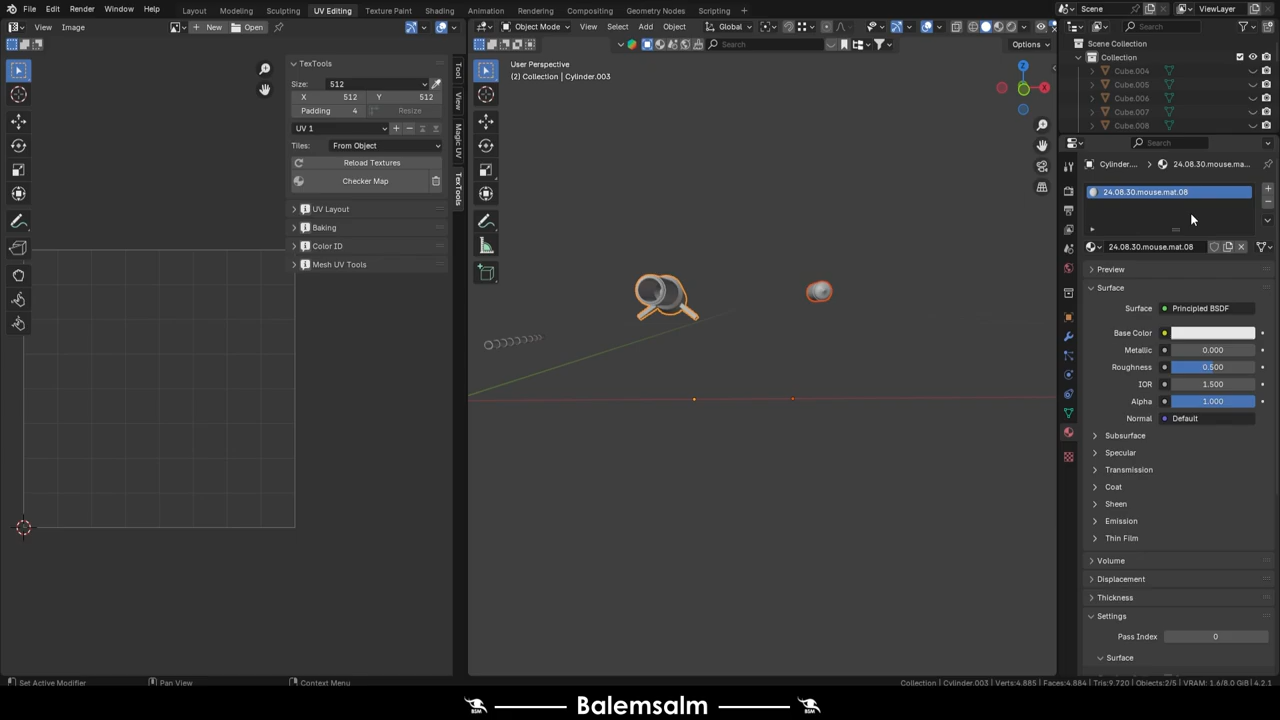 File Edit Render Window Help Layout Modeling Sculpting UV Editing Texture Paint Shading Animation Rendering Compositing Geometry Nodes Scripting + Scene ViewLayer
View Image New Open Object Mode View Select Add Object Global Search
Search Options
TexTools
Size: 512
X 512 Y 512
Padding 4 Resize
UV 1
Tiles: From Object
Reload Textures
Checker Map
UV Layout
Baking
Color ID
Mesh UV Tools
Tool
View
Magic UV
TexTools
User Perspective
(2) Collection | Cylinder.003
Z
X
Scene Collection
Collection
Cube.004
Cube.005
Cube.006
Cube.007
Cube.008
Search
Cylinder.... 24.08.30.mouse.ma...
24.08.30.mouse.mat.08
24.08.30.mouse.mat.08
Preview
Surface
Surface Principled BSDF
Base Color
Metallic 0.000
Roughness 0.500
IOR 1.500
Alpha 1.000
Normal Default
Subsurface
Specular
Transmission
Coat
Sheen
Emission
Thin Film
Volume
Displacement
Thickness
Settings
Pass Index 0
Surface
Set Active Modifier Pan View Context Menu Collection | Cylinder.003 | Verts:4.885 | Faces:4.884 | Tris:9.720 | Objects:2/5 | VRAM: 1.6/8.0 GiB | 4.2.1
BSM Balemsalm BSM